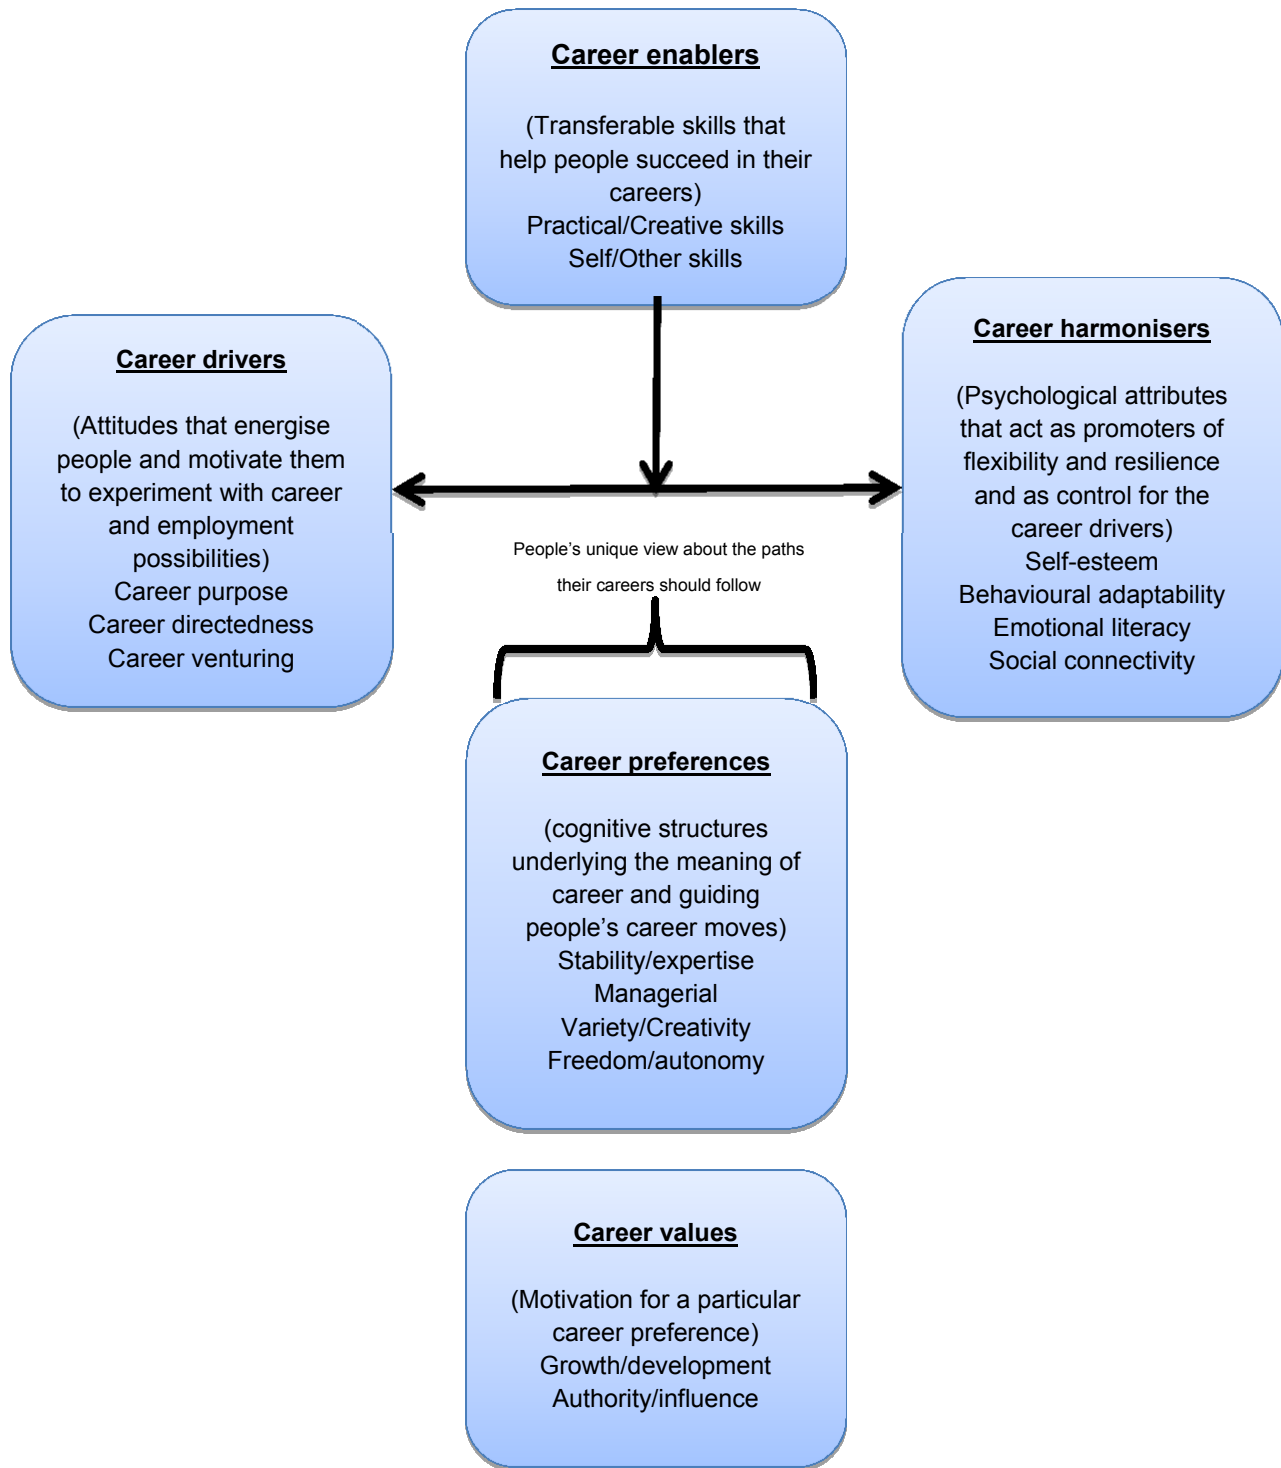 Career enablers
(Transferable skills that
help people succeed in their
careers)
Practical/Creative skills
Self/Other skills
Career drivers
(Attitudes that energise
people and motivate them
to experiment with career
and employment
possibilities)
Career purpose
Career directedness
Career venturing
Career harmonisers
(Psychological attributes
that act as promoters of
flexibility and resilience
and as control for the
career drivers)
Self-esteem
Behavioural adaptability
Emotional literacy
Social connectivity
People's unique view about the paths
their careers should follow
Career preferences
(cognitive structures
underlying the meaning of
career and guiding
people's career moves)
Stability/expertise
Managerial
Variety/Creativity
Freedom/autonomy
Career values
(Motivation for a particular
career preference)
Growth/development
Authority/influence